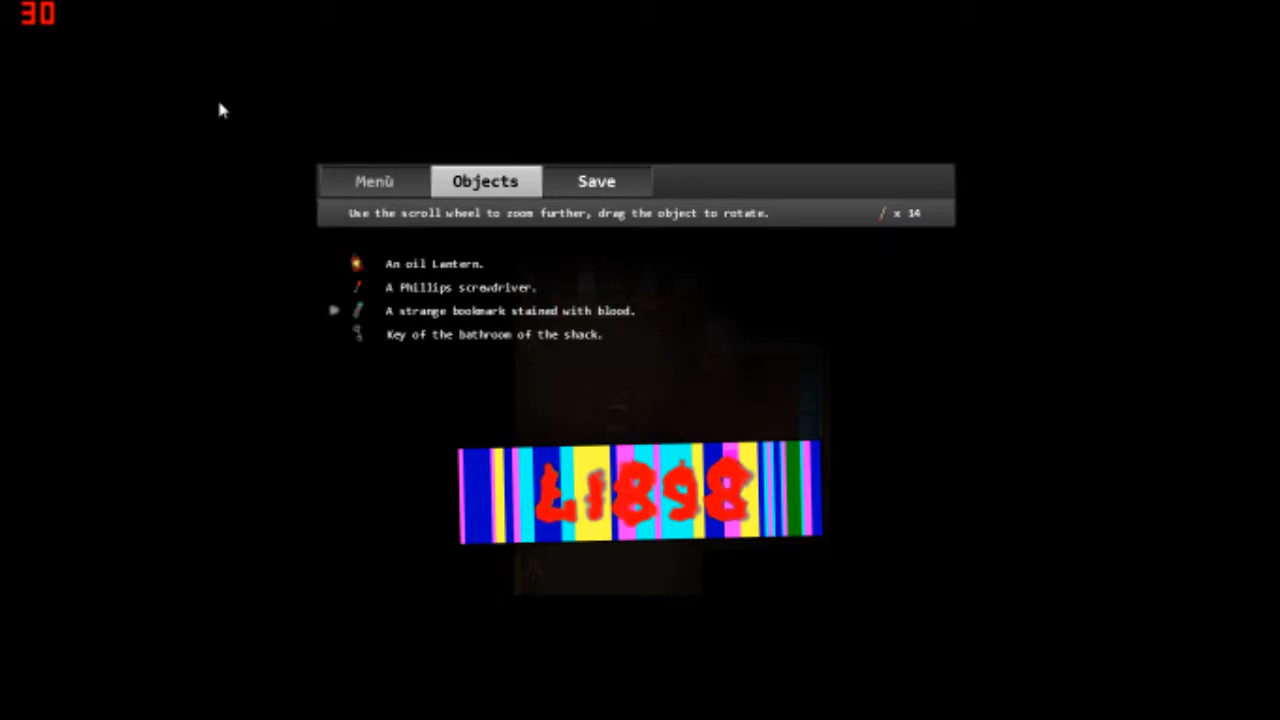 30
Menù Objects Save
Use the scroll wheel to zoom further, drag the object to rotate. x 14
An oil Lantern.
A Phillips screwdriver.
A strange bookmark stained with blood.
Key of the bathroom of the shack.